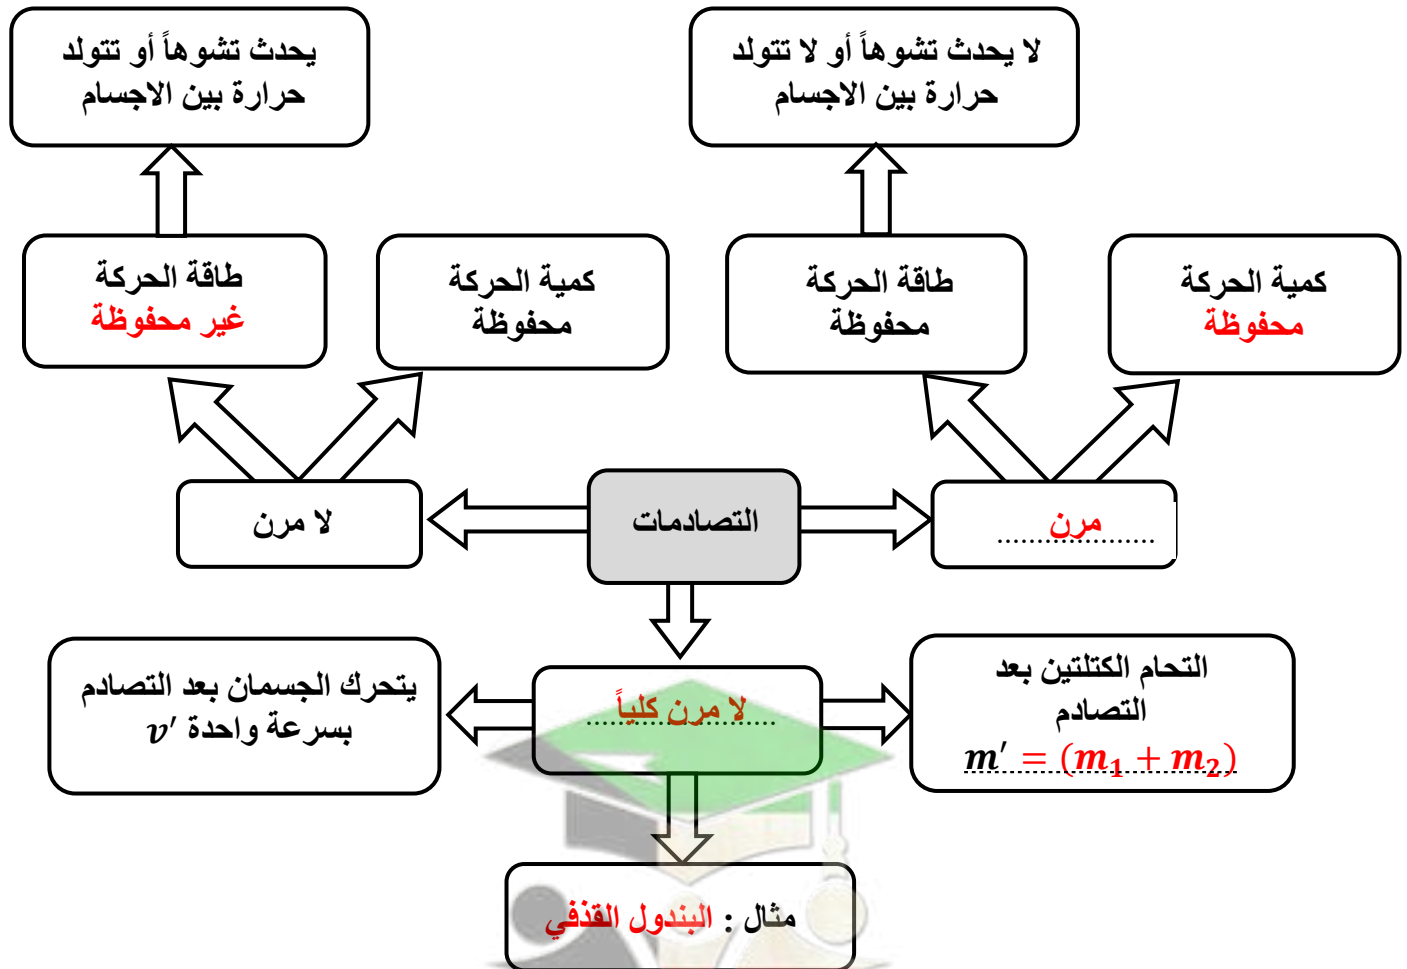 لا يحدث تشوهاً أو لا تتولد
حرارة بين الاجسام
يحدث تشوهاً أو تتولد
حرارة بين الاجسام
كمية الحركة
محفوظة
طاقة الحركة
محفوظة
كمية الحركة
محفوظة
طاقة الحركة
غير محفوظة
مرن
التصادمات
لا مرن
التحام الكتلتين بعد
التصادم
m′ = (m₁ + m₂)
لا مرن كلياً
يتحرك الجسمان بعد التصادم
بسرعة واحدة v′
مثال : البندول القذفي